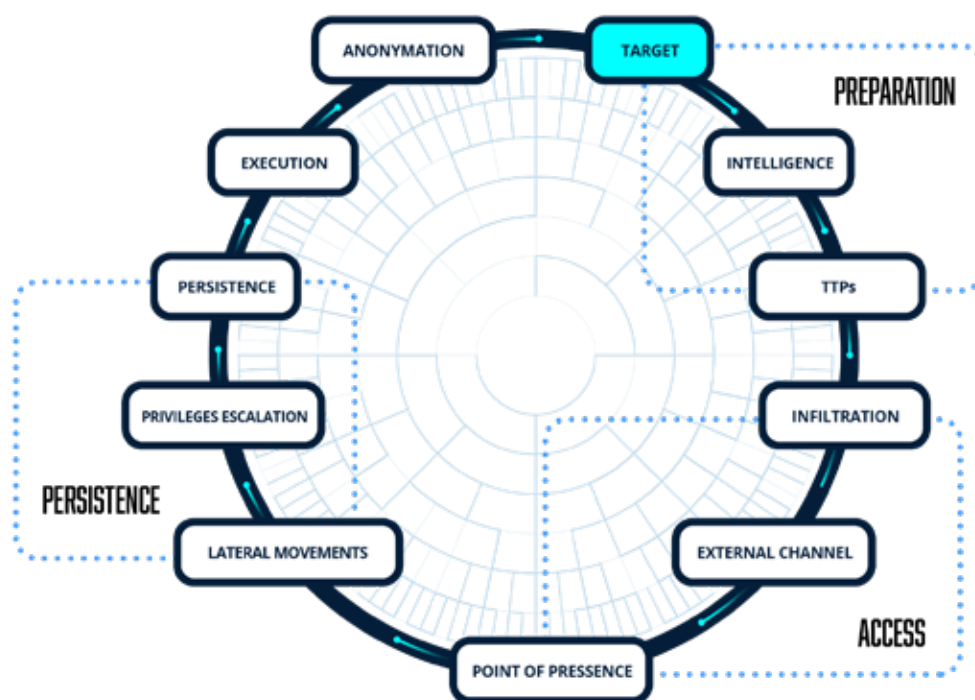 ANONYMATION
TARGET
PREPARATION
EXECUTION
INTELLIGENCE
PERSISTENCE
TTPs
PRIVILEGES ESCALATION
INFILTRATION
PERSISTENCE
LATERAL MOVEMENTS
EXTERNAL CHANNEL
ACCESS
POINT OF PRESSENCE